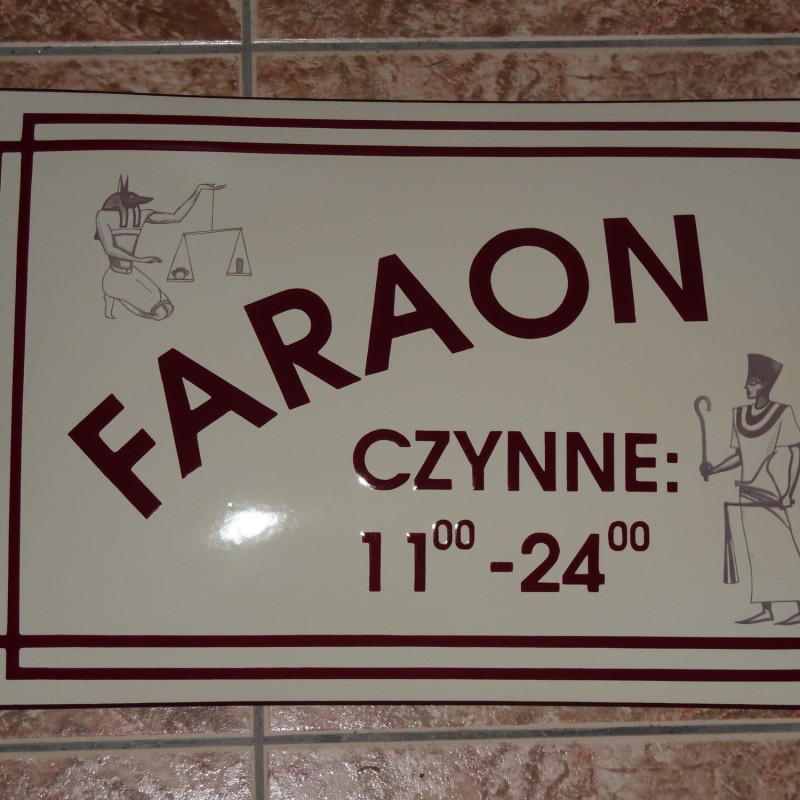 FARAON
CZYNNE:
11⁰⁰-24⁰⁰